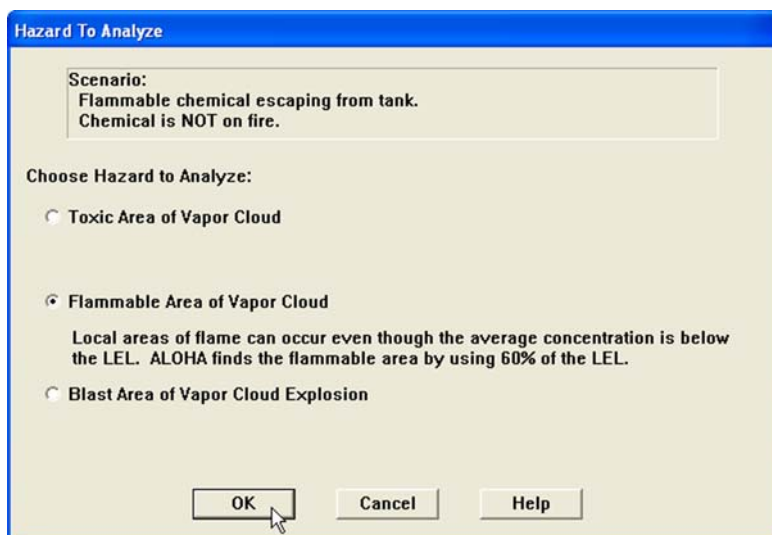 Hazard To Analyze
Scenario:
Flammable chemical escaping from tank.
Chemical is NOT on fire.
Choose Hazard to Analyze:
Toxic Area of Vapor Cloud
Flammable Area of Vapor Cloud
Local areas of flame can occur even though the average concentration is below
the LEL. ALOHA finds the flammable area by using 60% of the LEL.
Blast Area of Vapor Cloud Explosion
OK Cancel Help